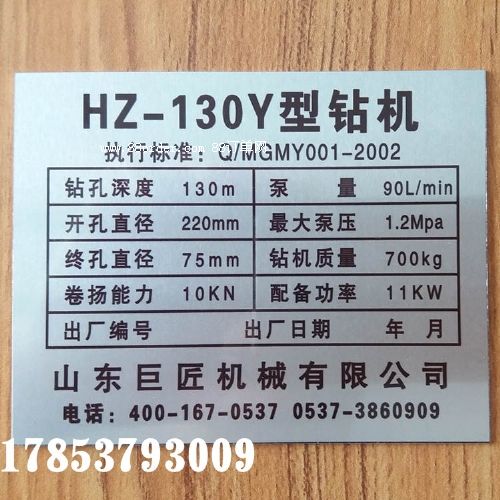 HZ-130Y型钻机
执行标准：Q/MGMY001-2002
钻孔深度 130m 泵 量 90L/min
开孔直径 220mm 最大泵压 1.2Mpa
终孔直径 75mm 钻机质量 700kg
卷扬能力 10KN 配备功率 11KW
出厂编号 出厂日期 年 月
山东巨匠机械有限公司
电话：400-167-0537 0537-3860909
17853793009